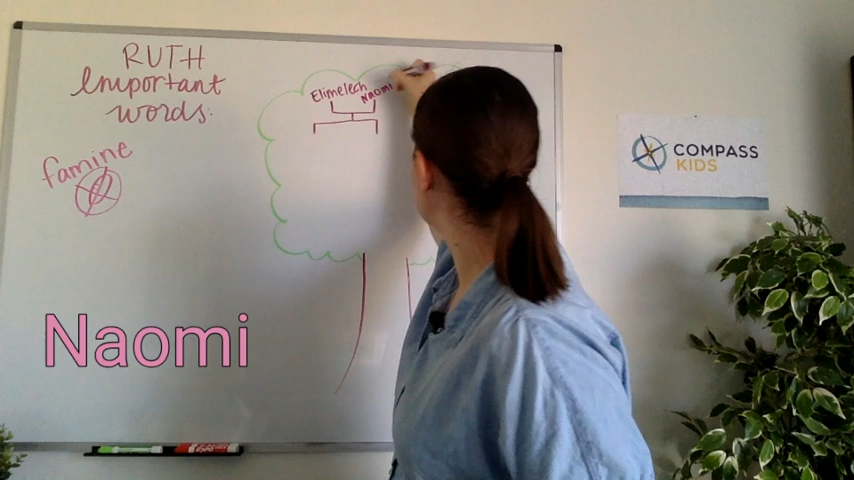 RUTH
Important
words:
famine
Elimelech
Naomi
COMPASS
KIDS
Naomi